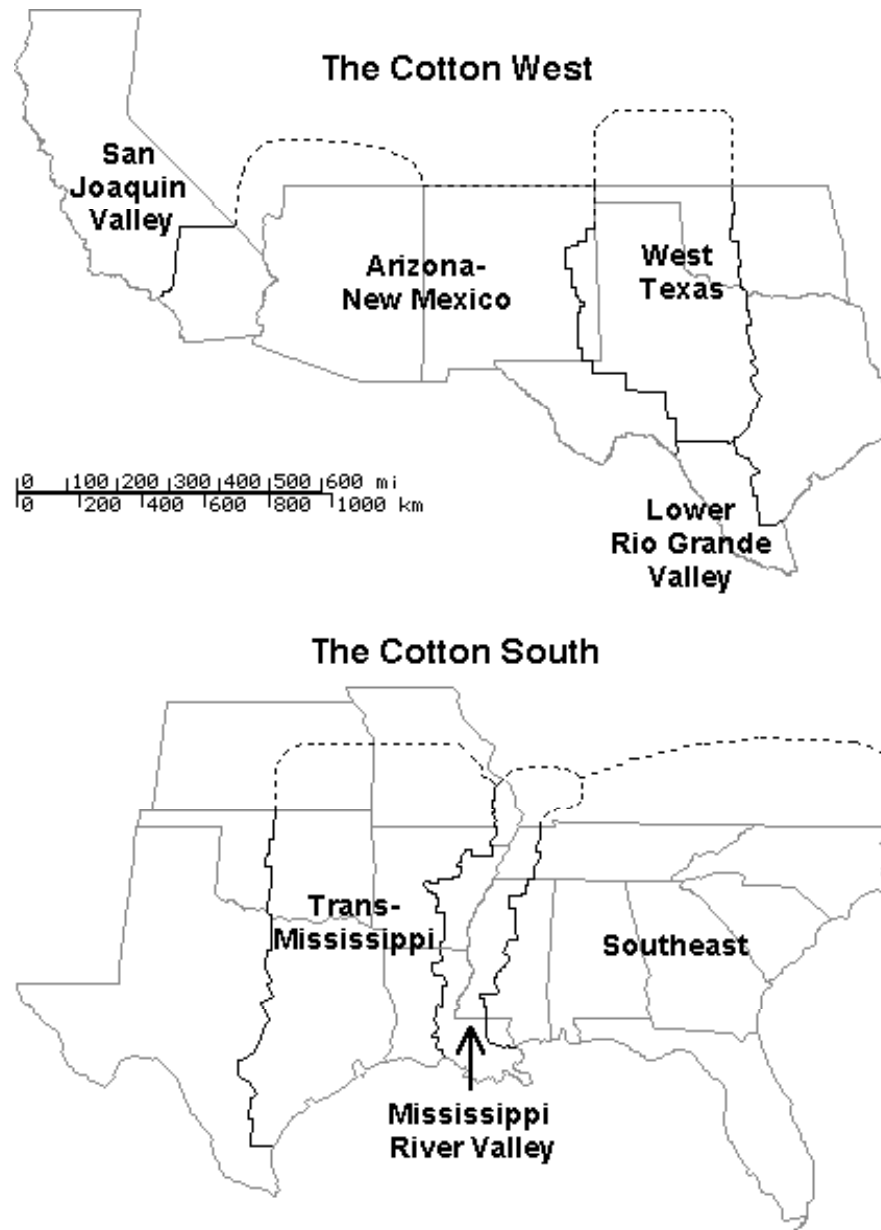 The Cotton West
San
Joaquin
Valley
Arizona-
New Mexico
West
Texas
0 100 200 300 400 500 600 mi
0 200 400 600 800 1000 km
Lower
Rio Grande
Valley
The Cotton South
Trans-
Mississippi
Southeast
Mississippi
River Valley